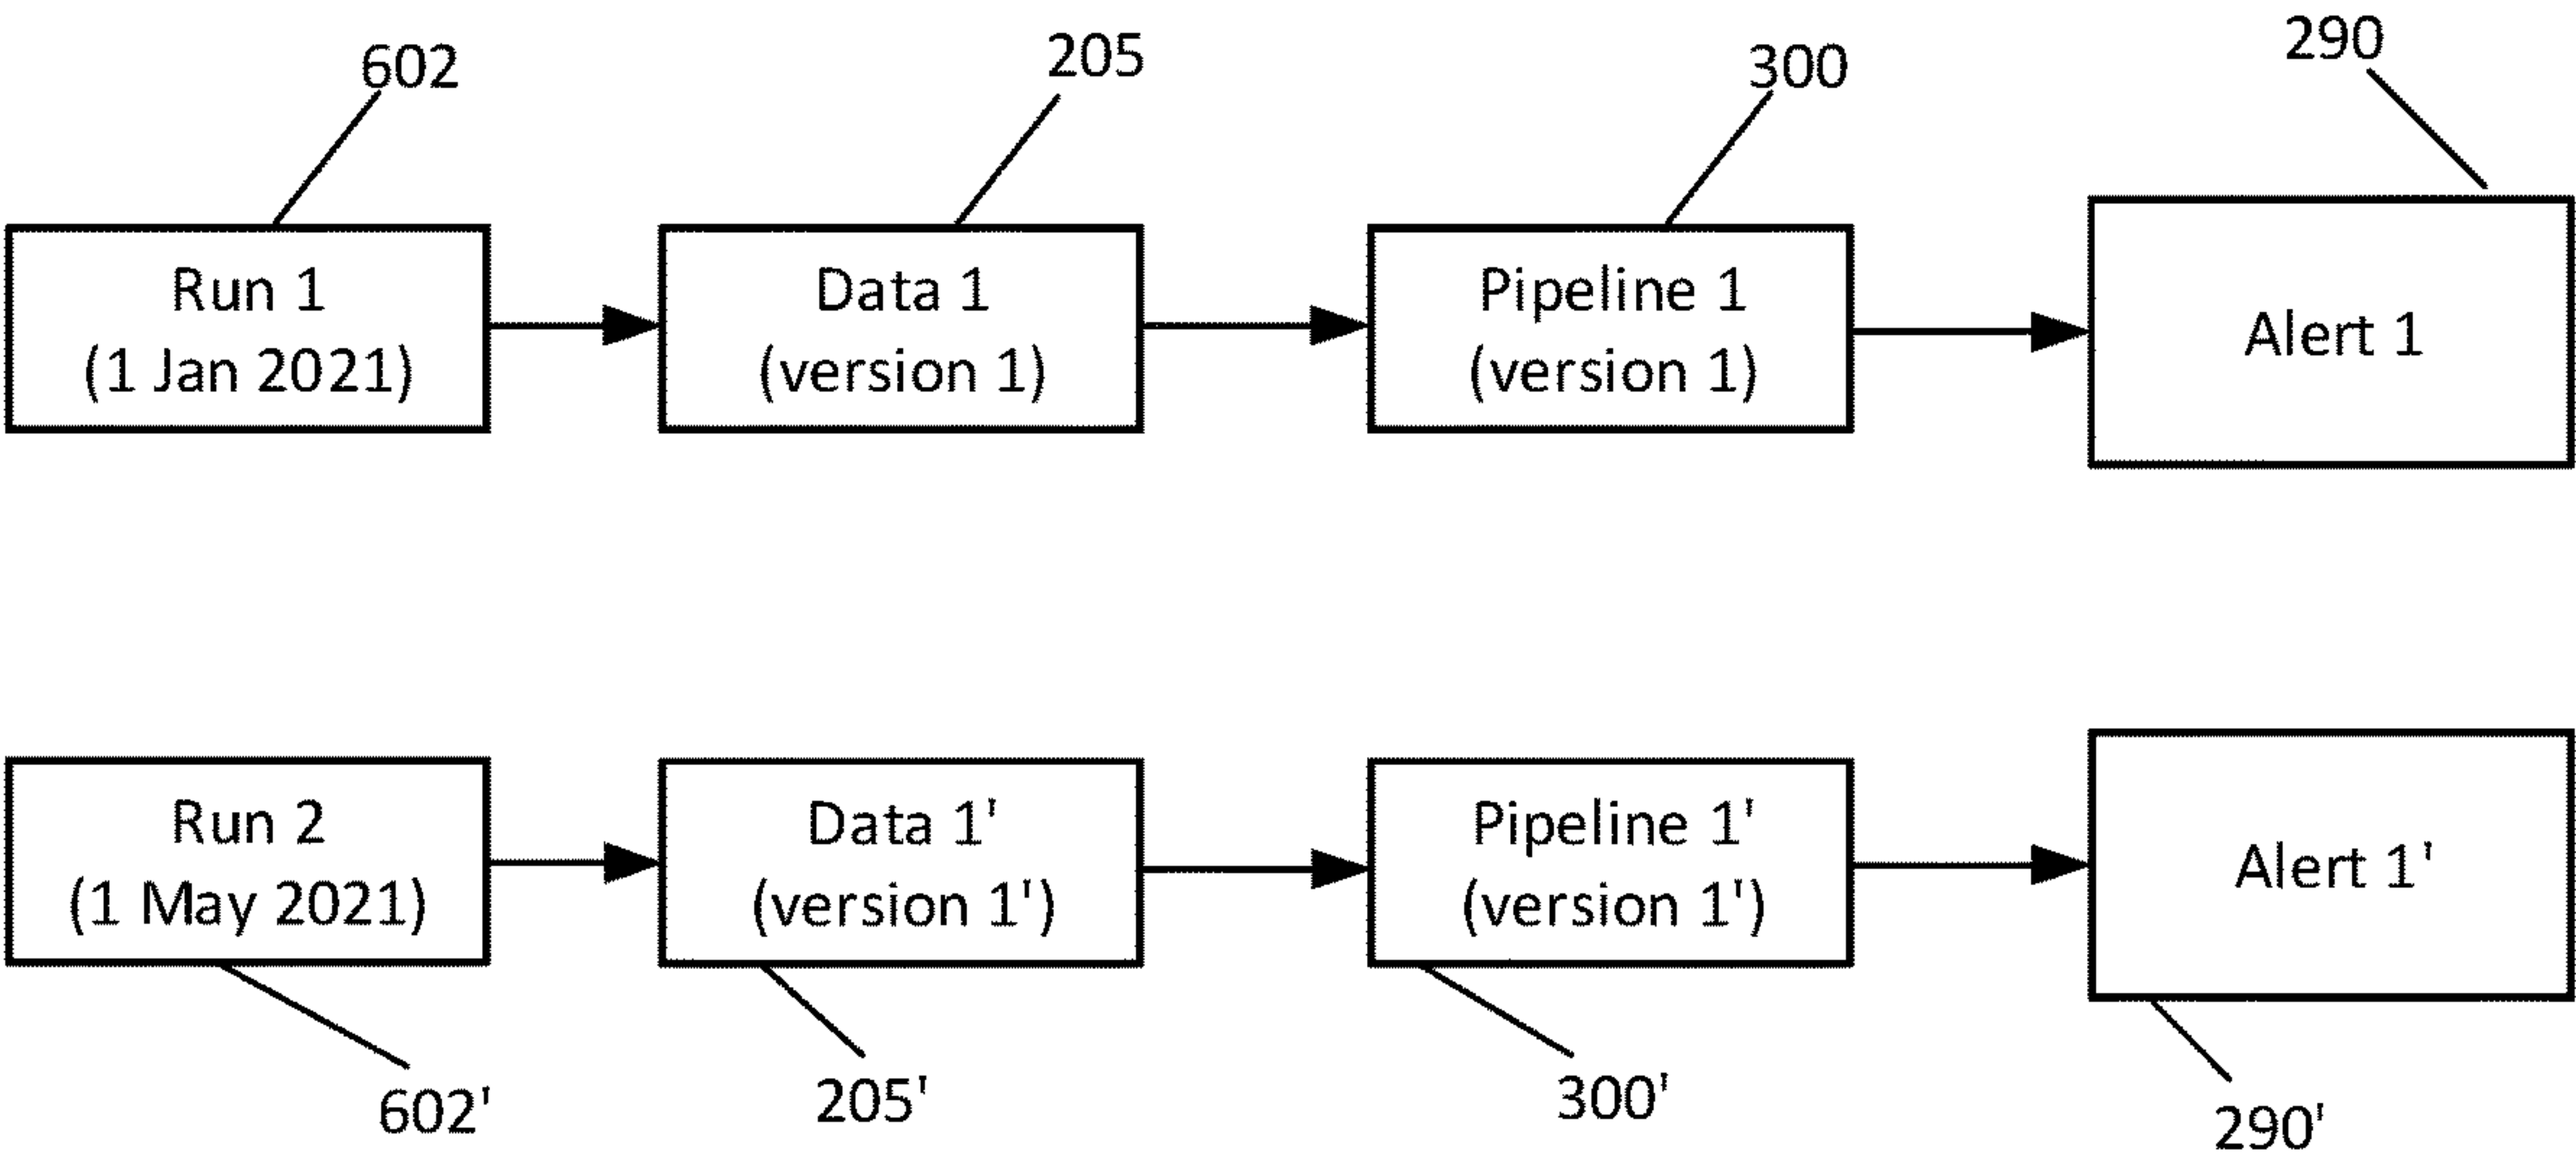 602
205
300
290
Run 1
(1 Jan 2021)
Data 1
(version 1)
Pipeline 1
(version 1)
Alert 1
Run 2
(1 May 2021)
Data 1'
(version 1')
Pipeline 1'
(version 1')
Alert 1'
602'
205'
300'
290'